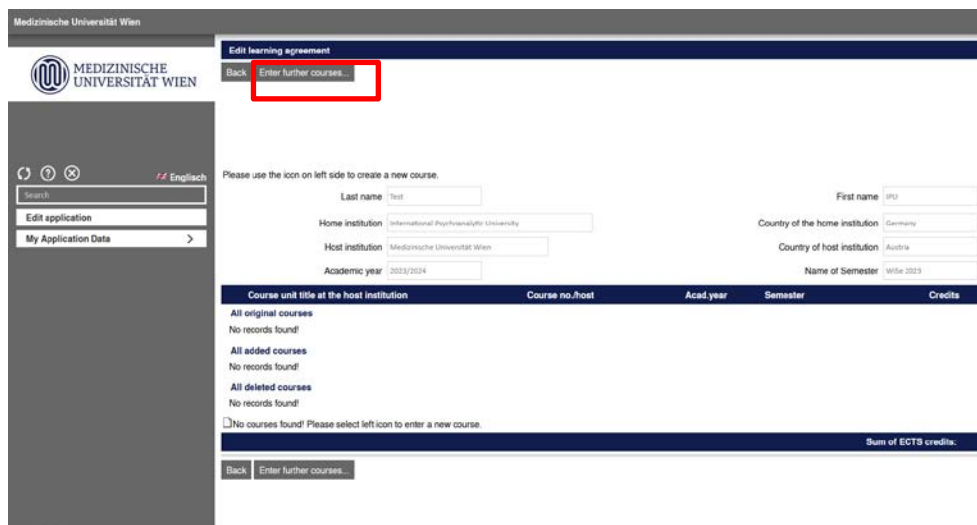 Medizinische Universität Wien
MEDIZINISCHE
UNIVERSITÄT WIEN
Englisch
Search
Edit application
My Application Data
Edit learning agreement
Back Enter further courses...
Please use the icon on left side to create a new course.
Last name Test First name IPU
Home institution International Psychoanalytic University Country of the home institution Germany
Host institution Medizinische Universität Wien Country of host institution Austria
Academic year 2023/2024 Name of Semester WiSe 2023
Course unit title at the host institution Course no./host Acad.year Semester Credits
All original courses
No records found!
All added courses
No records found!
All deleted courses
No records found!
No courses found! Please select left icon to enter a new course.
Sum of ECTS credits:
Back Enter further courses...